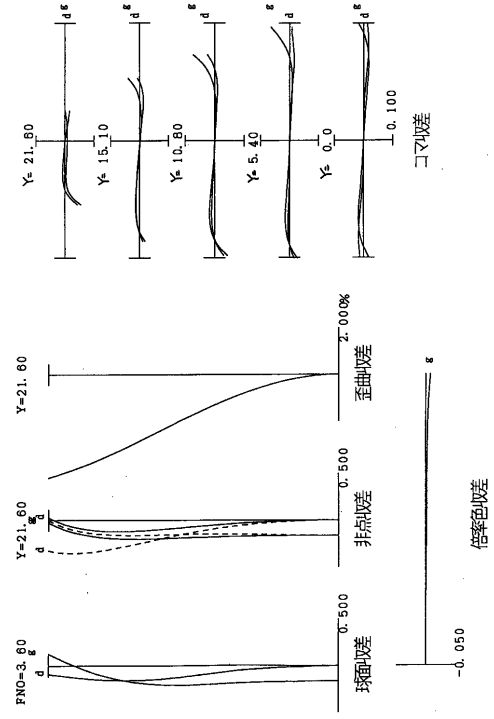 FNO=3.60
d g
0.500
球面収差
Y=21.60
d g d
0.500
非点収差
Y=21.60
2.000%
歪曲収差
-0.050
g
倍率色収差
Y= 21.60
d g
Y= 15.10
d g
Y= 10.80
d g
Y= 5.40
d g
Y= 0.0
d g
0.100
コマ収差